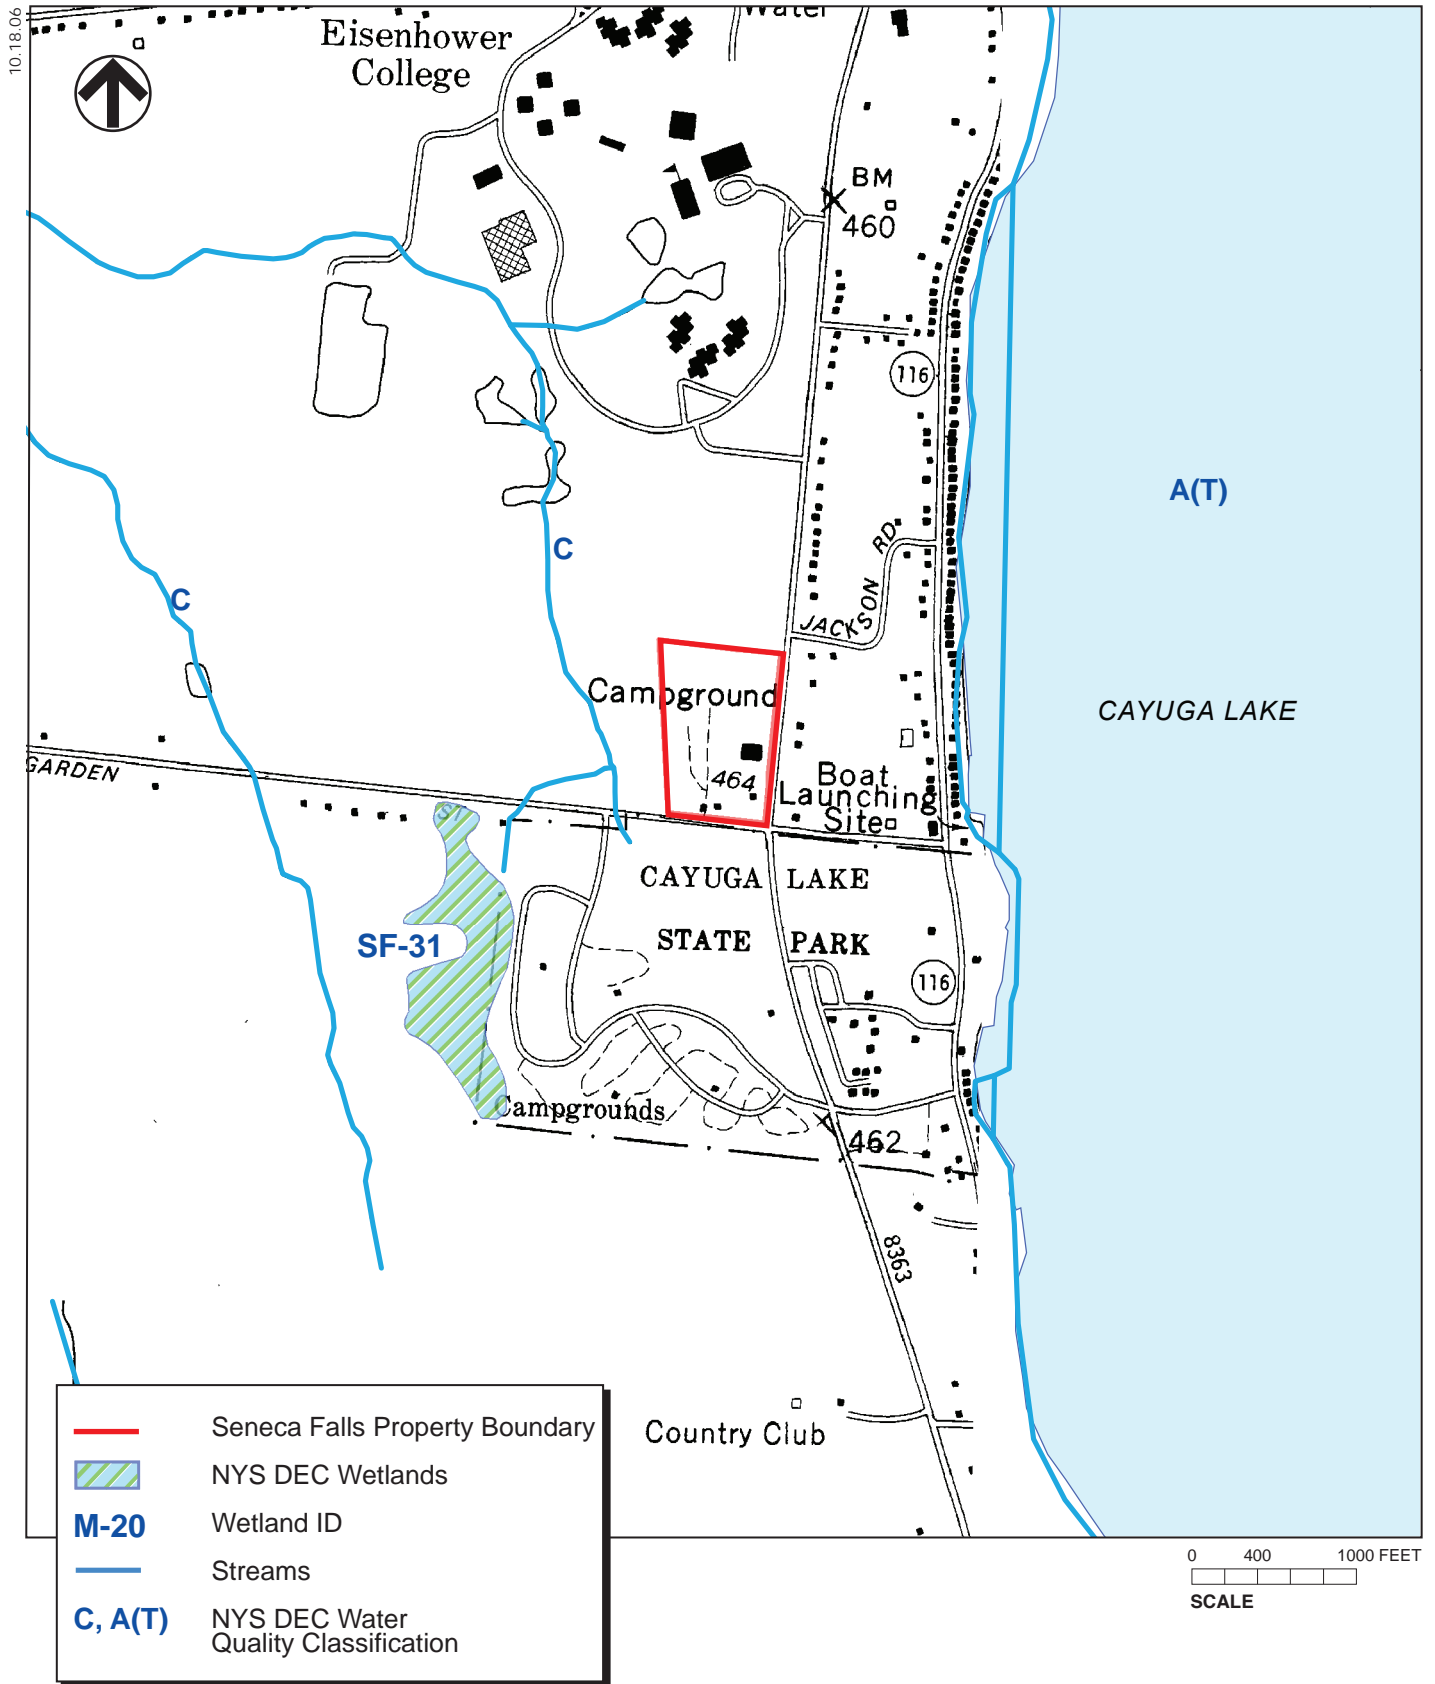 10.18.06
Water
Eisenhower
College
BM
460
116
A(T)
JACKSON RD
C
C
Campground
CAYUGA LAKE
GARDEN
464
Boat
Launching
Site
ST
CAYUGA LAKE
STATE PARK
SF-31
116
Campgrounds
462
8363
Country Club
Seneca Falls Property Boundary
NYS DEC Wetlands
M-20 Wetland ID
Streams
C, A(T) NYS DEC Water
Quality Classification
0 400 1000 FEET
SCALE